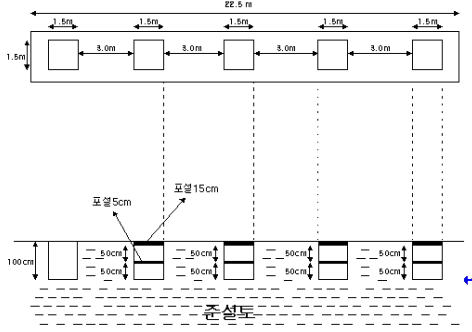 22.5 m
1.5m 1.5m 1.5m 1.5m 1.5m
1.5m 3.0m 3.0m 3.0m 3.0m
포설15cm
포설5cm
100cm 50cm 50cm 50cm 50cm
50cm 50cm 50cm 50cm
준설토